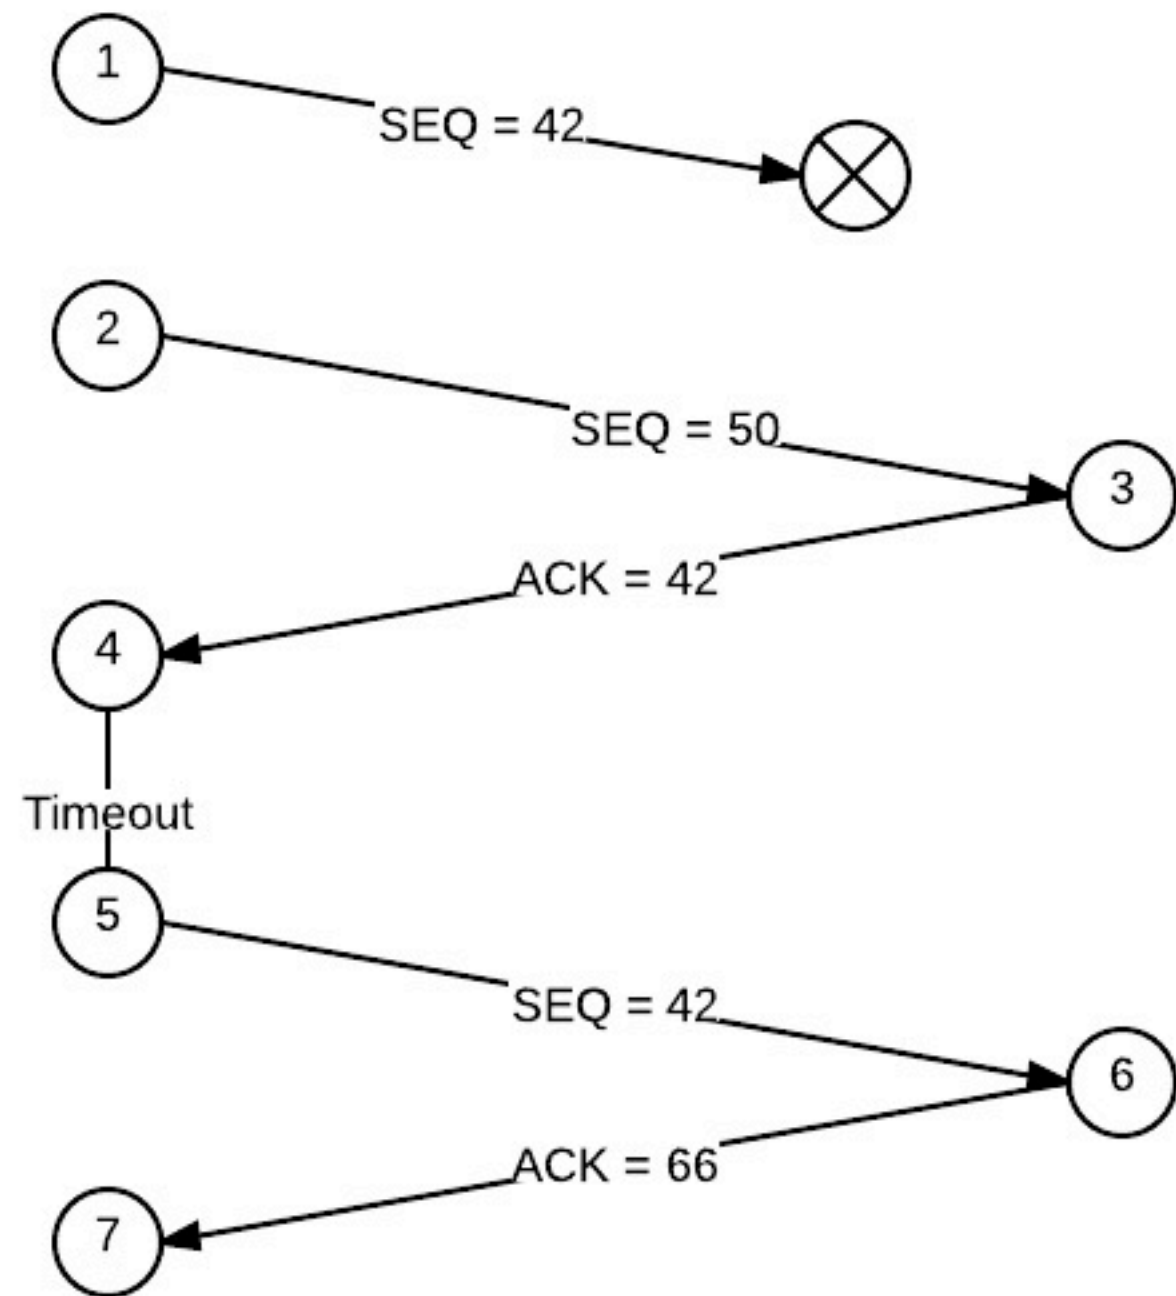 1
SEQ = 42
2
SEQ = 50
3
ACK = 42
4
Timeout
5
SEQ = 42
6
ACK = 66
7